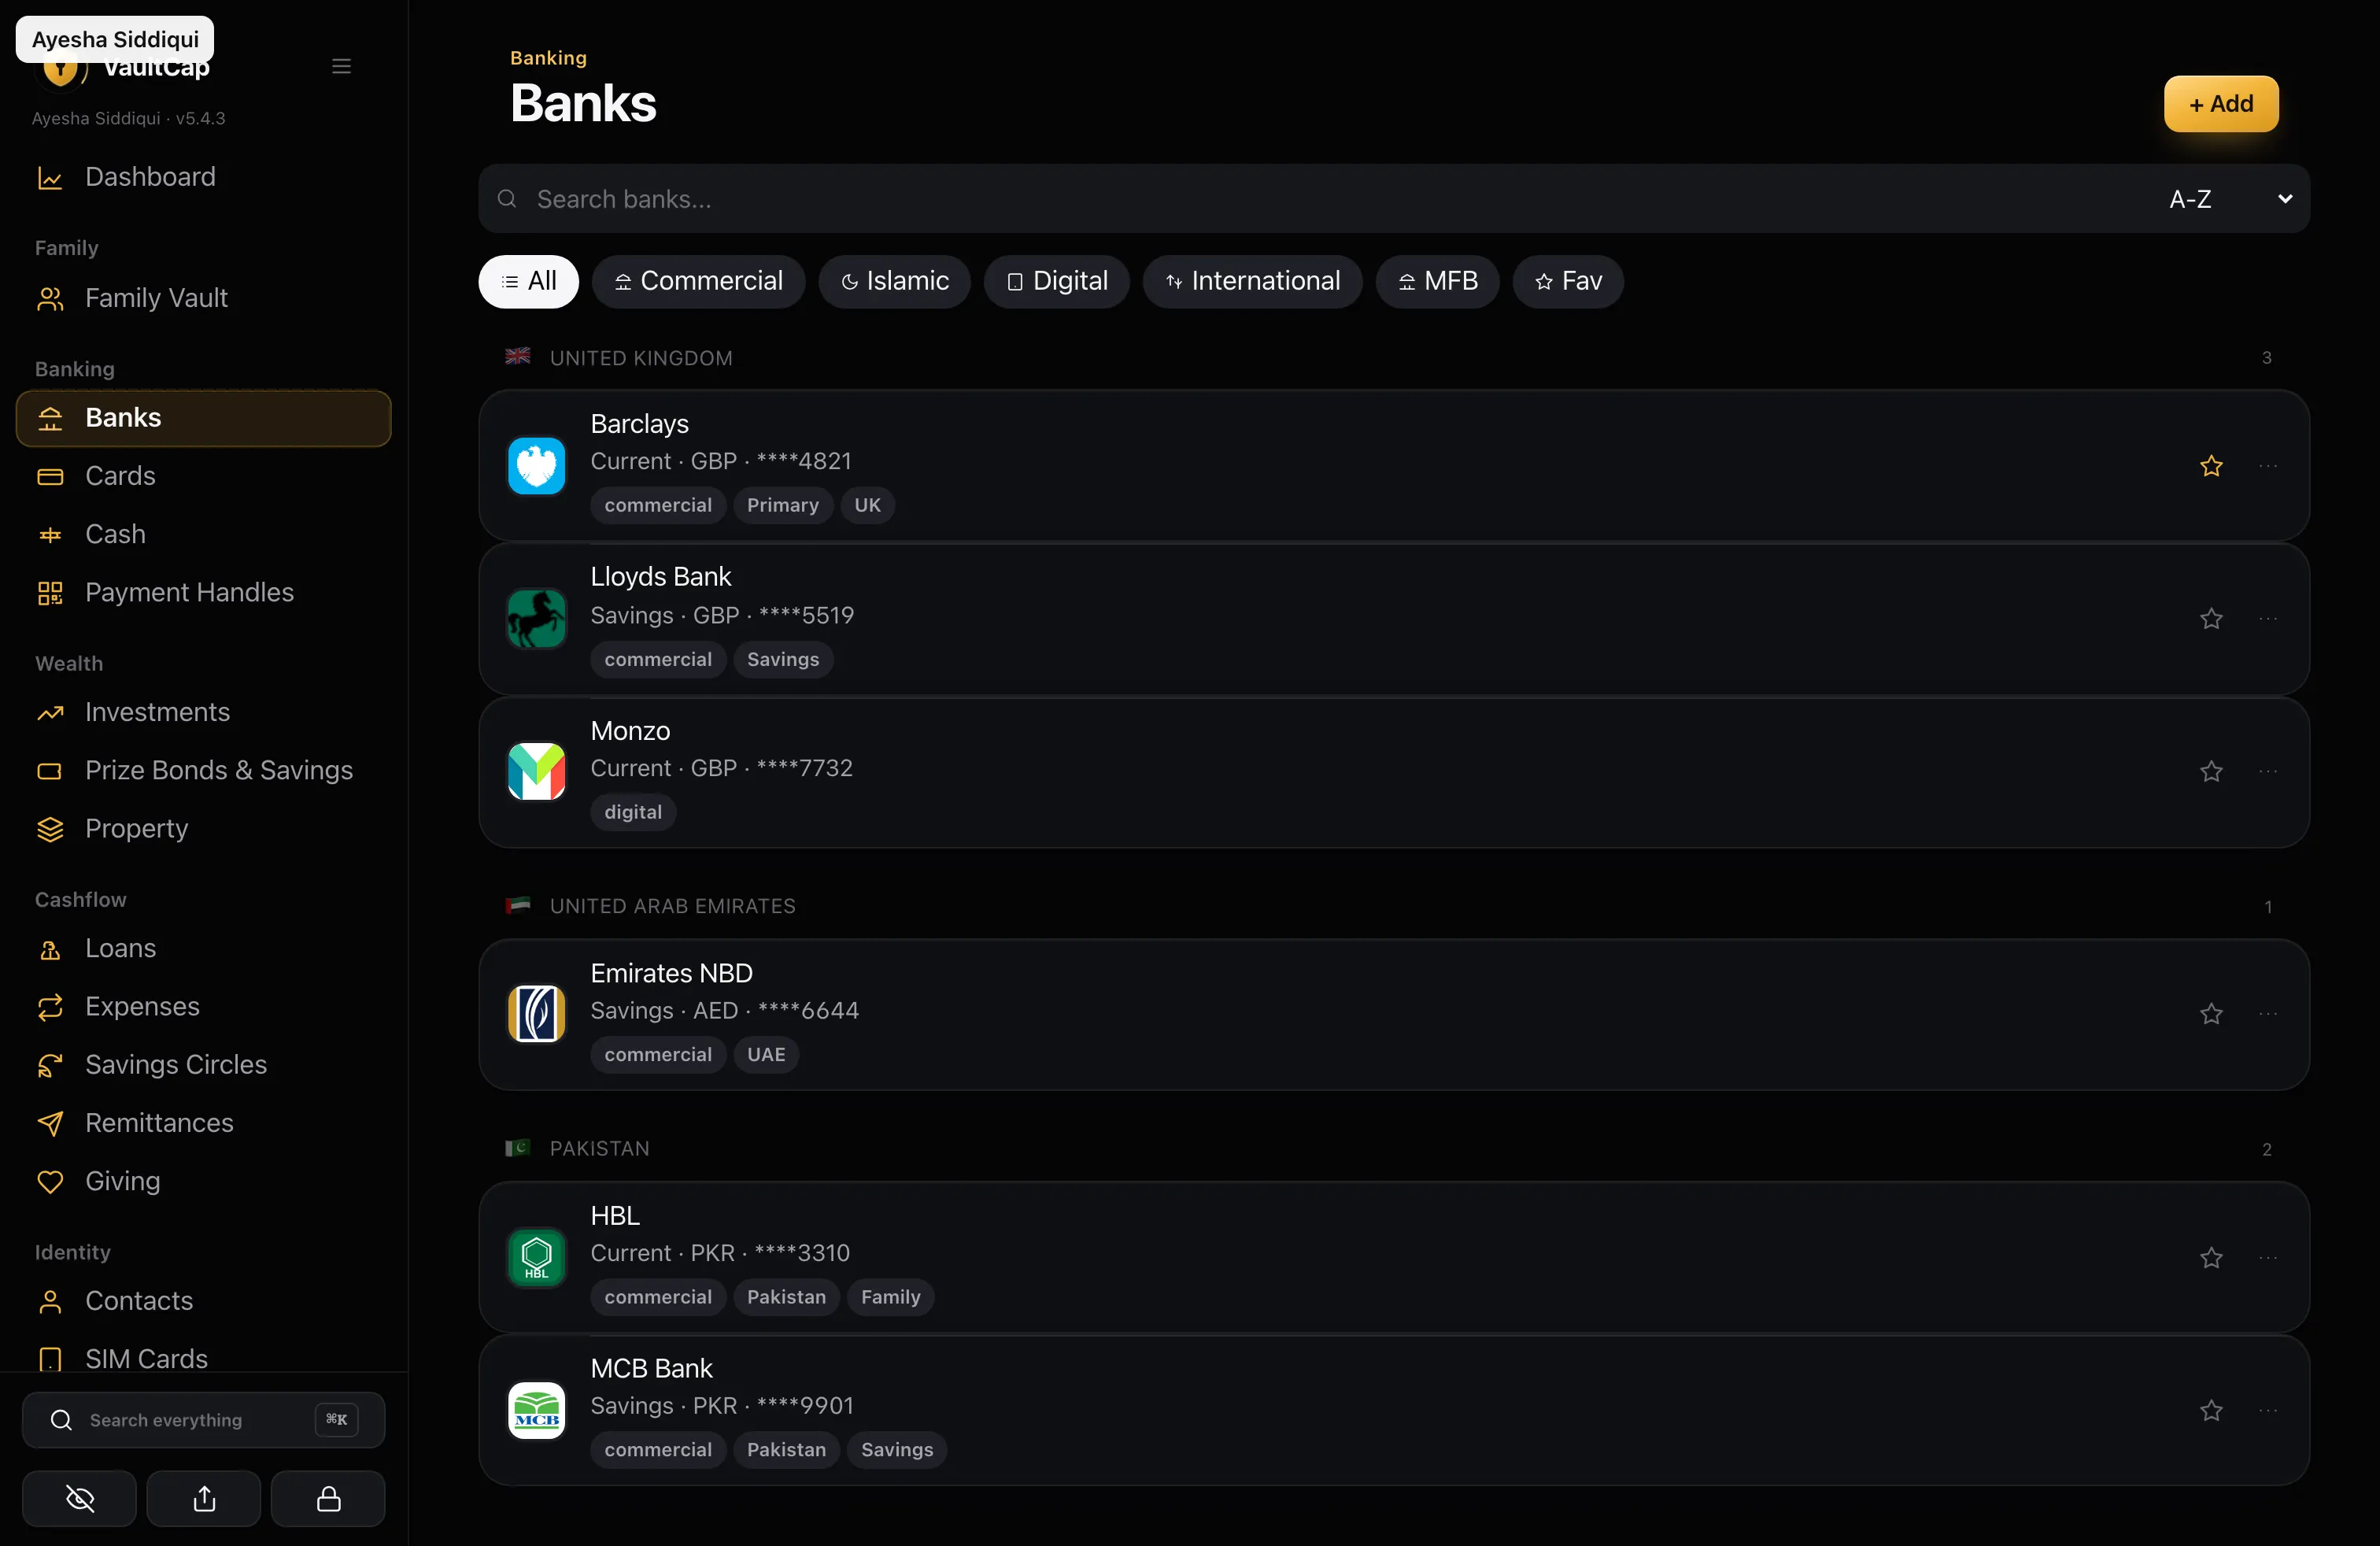 Ayesha Siddiqui
VaultCap
Ayesha Siddiqui · v5.4.3
Dashboard
Family
Family Vault
Banking
Banks
Cards
Cash
Payment Handles
Wealth
Investments
Prize Bonds & Savings
Property
Cashflow
Loans
Expenses
Savings Circles
Remittances
Giving
Identity
Contacts
SIM Cards
Search everything ⌘K
Banking
Banks
+ Add
Search banks... A-Z
All Commercial Islamic Digital International MFB Fav
UNITED KINGDOM 3
Barclays
Current · GBP · ****4821
commercial Primary UK
Lloyds Bank
Savings · GBP · ****5519
commercial Savings
Monzo
Current · GBP · ****7732
digital
UNITED ARAB EMIRATES 1
Emirates NBD
Savings · AED · ****6644
commercial UAE
PAKISTAN 2
HBL
HBL
Current · PKR · ****3310
commercial Pakistan Family
MCB Bank
MCB
Savings · PKR · ****9901
commercial Pakistan Savings